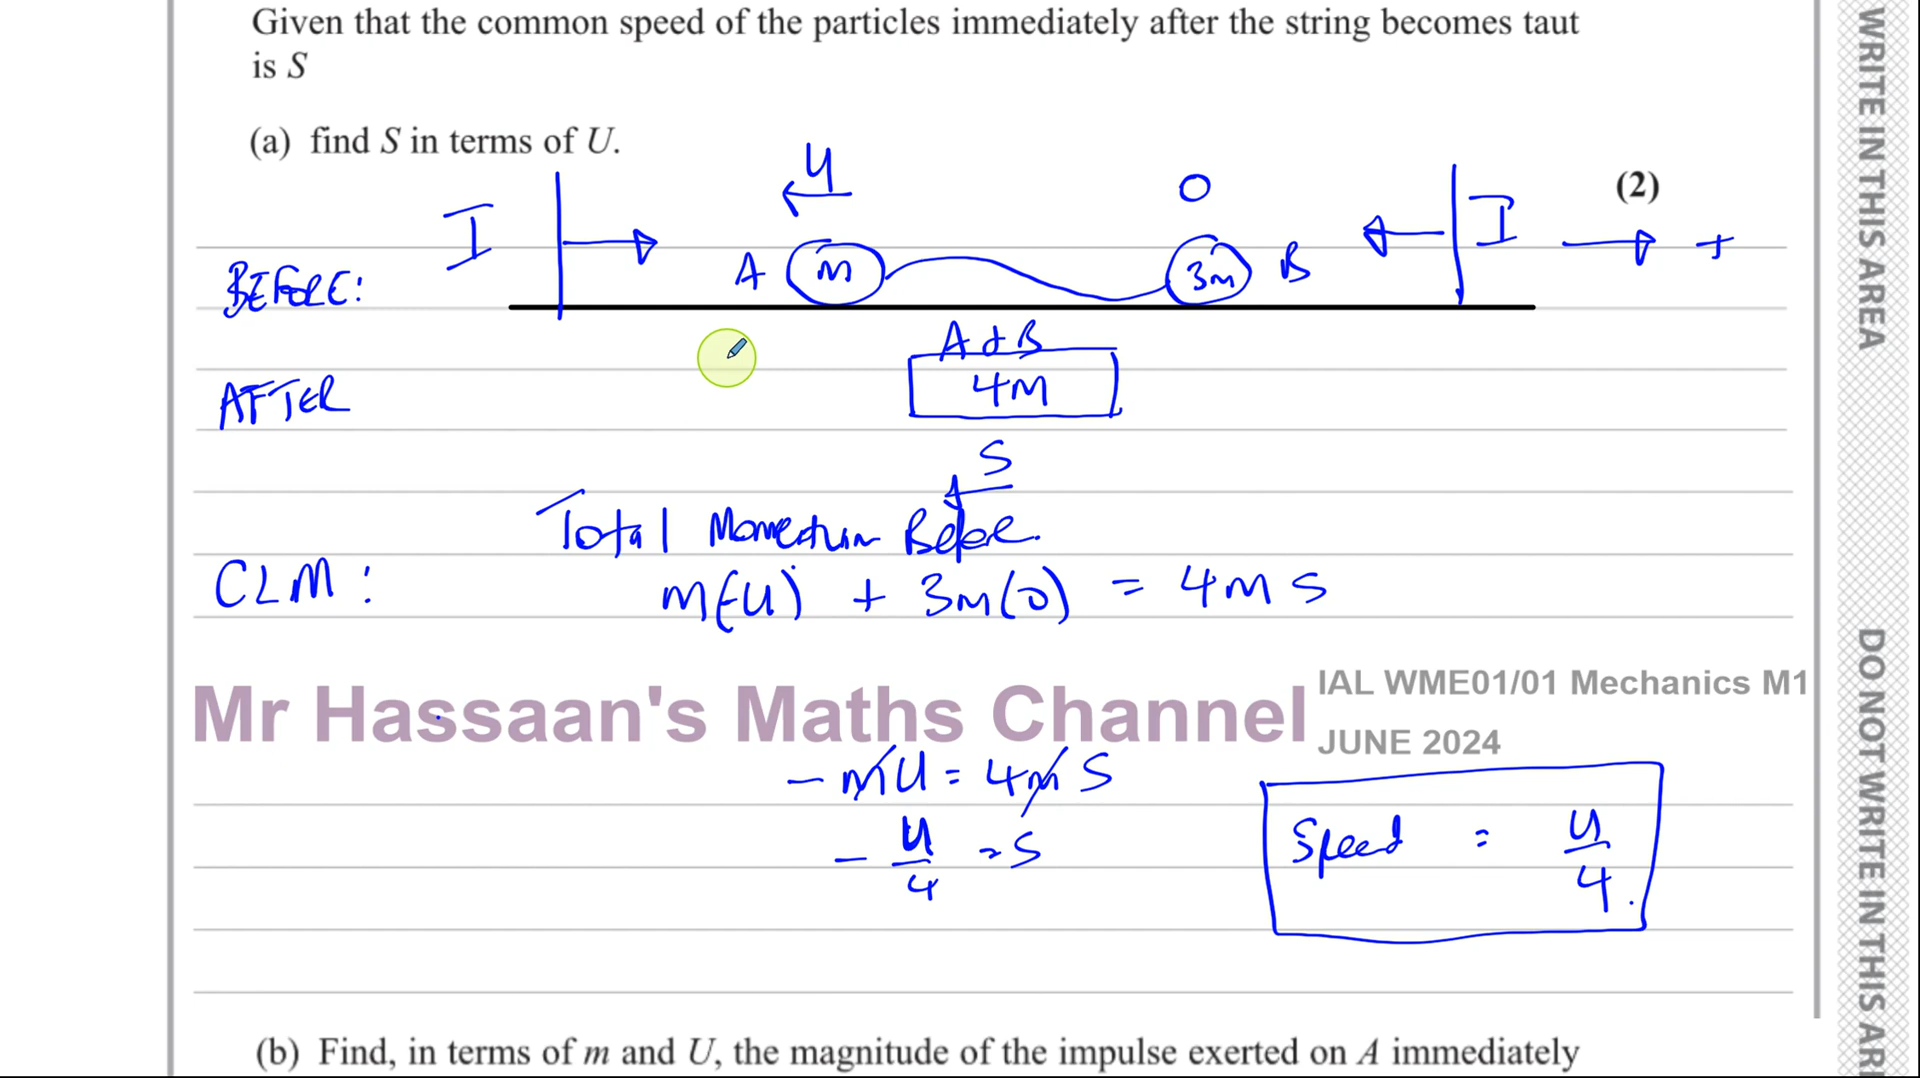 Given that the common speed of the particles immediately after the string becomes taut
is S
(a) find S in terms of U.
(2)
U
O
I
I
+
BEFORE:
A
m
3m
B
A & B
4M
AFTER
S
Total Momentum Before.
CLM:
m(-U) + 3m(0) = 4m S
Mr Hassaan's Maths Channel
IAL WME01/01 Mechanics M1
JUNE 2024
- mU = 4m S
- U/4 = S
Speed = U/4.
(b) Find, in terms of m and U, the magnitude of the impulse exerted on A immediately
WRITE IN THIS AREA
DO NOT WRITE IN THIS ARE